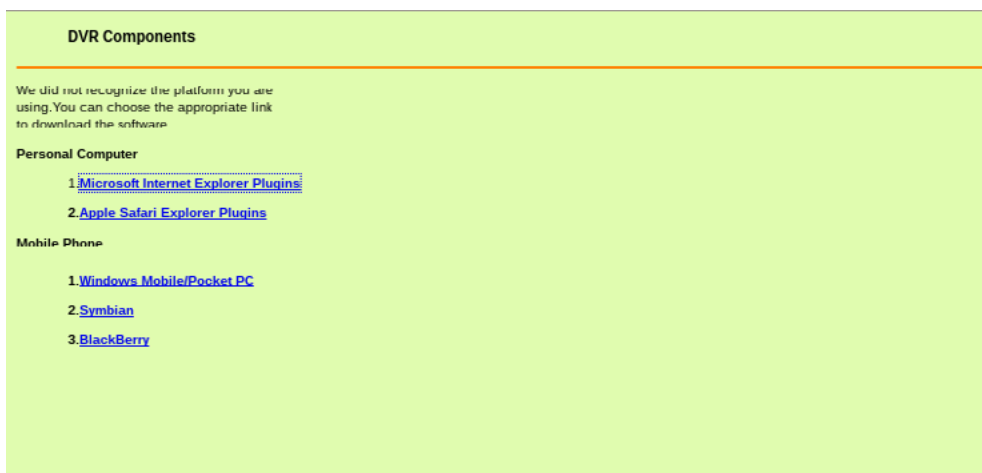 DVR Components
We did not recognize the platform you are
using.You can choose the appropriate link
to download the software
Personal Computer
1.Microsoft Internet Explorer Plugins
2.Apple Safari Explorer Plugins
Mobile Phone
1.Windows Mobile/Pocket PC
2.Symbian
3.BlackBerry